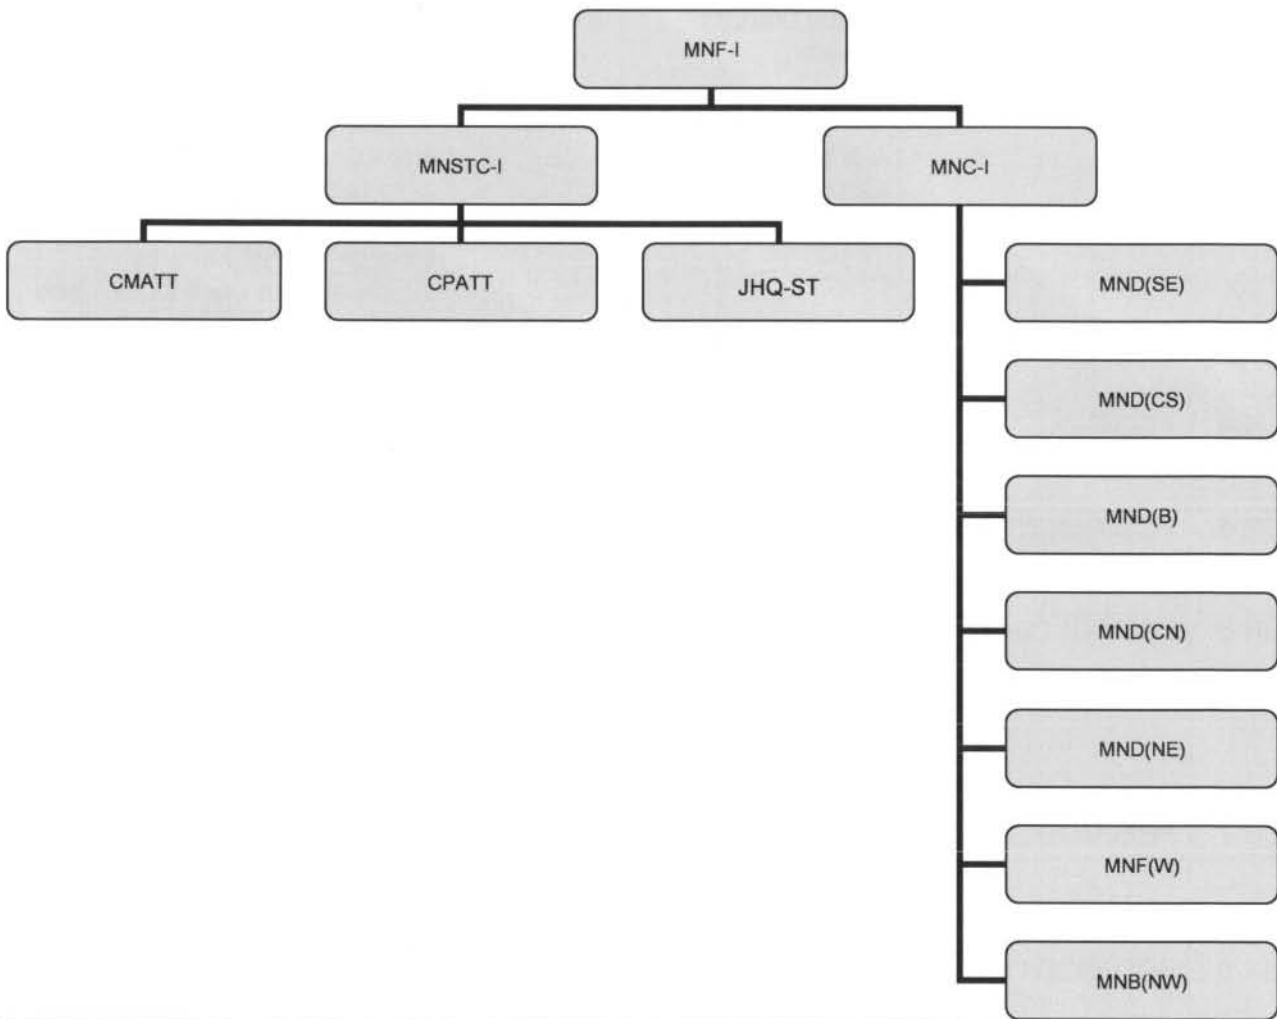 MNF-I
MNSTC-I
MNC-I
CMATT
CPATT
JHQ-ST
MND(SE)
MND(CS)
MND(B)
MND(CN)
MND(NE)
MNF(W)
MNB(NW)